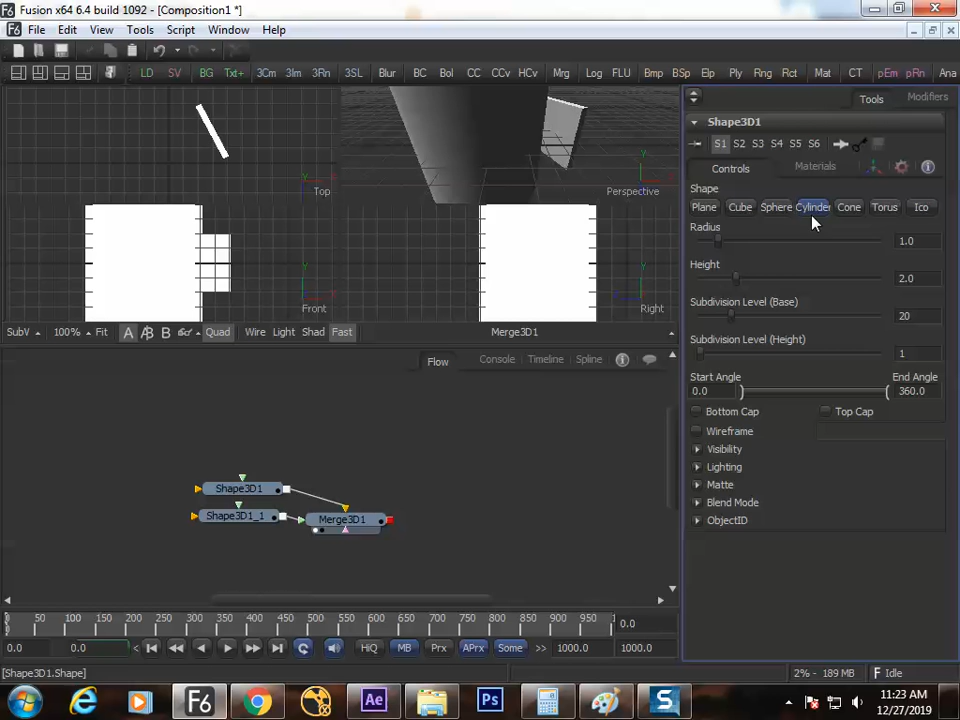 Fusion x64 6.4 build 1092 - [Composition1 *]
File Edit View Tools Script Window Help
LD SV BG Txt+ 3Cm 3Im 3Rn 3SL Blur BC Bol CC CCv HCv Mrg Log FLU Bmp BSp Elp Ply Rng Rct Mat CT pEm pRn Ana
Tools Modifiers
Shape3D1
S1 S2 S3 S4 S5 S6
Controls Materials
Shape
Plane Cube Sphere Cylinder Cone Torus Ico
Radius
1.0
Height
2.0
Subdivision Level (Base)
20
Subdivision Level (Height)
1
Start Angle End Angle
0.0 360.0
Bottom Cap Top Cap
Wireframe
Visibility
Lighting
Matte
Blend Mode
ObjectID
Y
X
Top
Y
X
Perspective
Y
X
Front
Y
Right
SubV 100% Fit A B B Quad Wire Light Shad Fast Merge3D1
Flow Console Timeline Spline
Shape3D1
Shape3D1_1 Merge3D1
0 50 100 150 200 250 300 350 400 450 500 550 600 650 700 750 800 850 900 950 0.0
0.0 0.0 < HiQ MB Prx APrx Some >> 1000.0 1000.0
[Shape3D1.Shape] 2% - 189 MB Idle
11:23 AM
12/27/2019